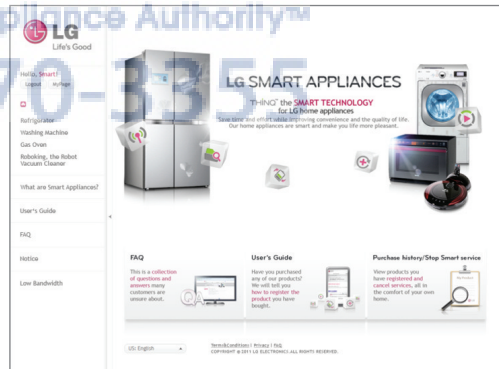 ppliance Authority™
70-3355
LG
Life's Good
Hello, Smart!
Logout MyPage
Refrigerator
Washing Machine
Gas Oven
Roboking, the Robot
Vacuum Cleaner
What are Smart Appliances?
User's Guide
FAQ
Notice
Low Bandwidth
LG SMART APPLIANCES
THINQ™ the SMART TECHNOLOGY
for LG home appliances
Save time and effort while improving convenience and the quality of life.
Our home appliances are smart and make you life more pleasant.
FAQ
This is a collection
of questions and
answers many
customers are
unsure about.
Q A
User's Guide
Have you purchased
any of our products?
We will tell you
how to register the
product you have
bought.
Purchase history/Stop Smart service
View products you
have registered and
cancel services, all in
the comfort of your own
home.
My Product
US: English
Terms&Conditions | Privacy | FAQ
COPYRIGHT @ 2011 LG ELECTRONICS.ALL RIGHTS RESERVED.